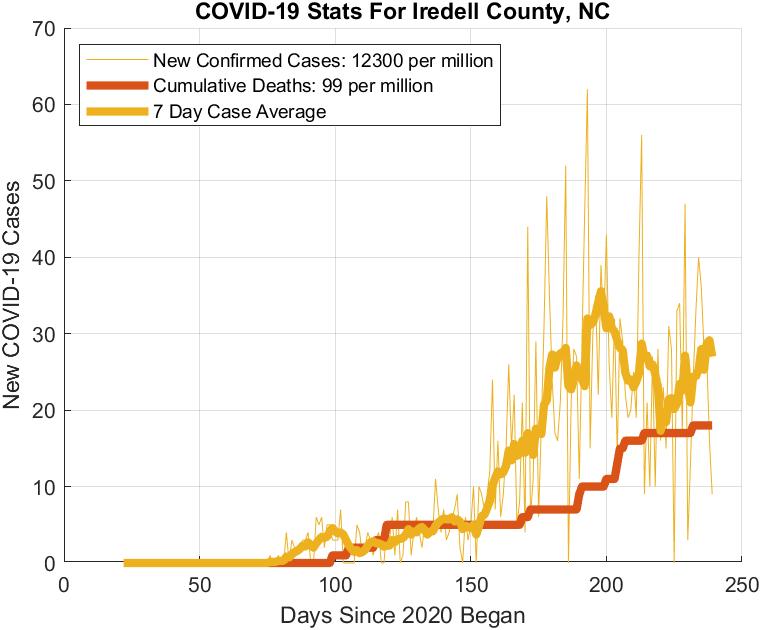 COVID-19 Stats For Iredell County, NC
70
60
50
40
30
20
10
0
New COVID-19 Cases
New Confirmed Cases: 12300 per million
Cumulative Deaths: 99 per million
7 Day Case Average
0 50 100 150 200 250
Days Since 2020 Began